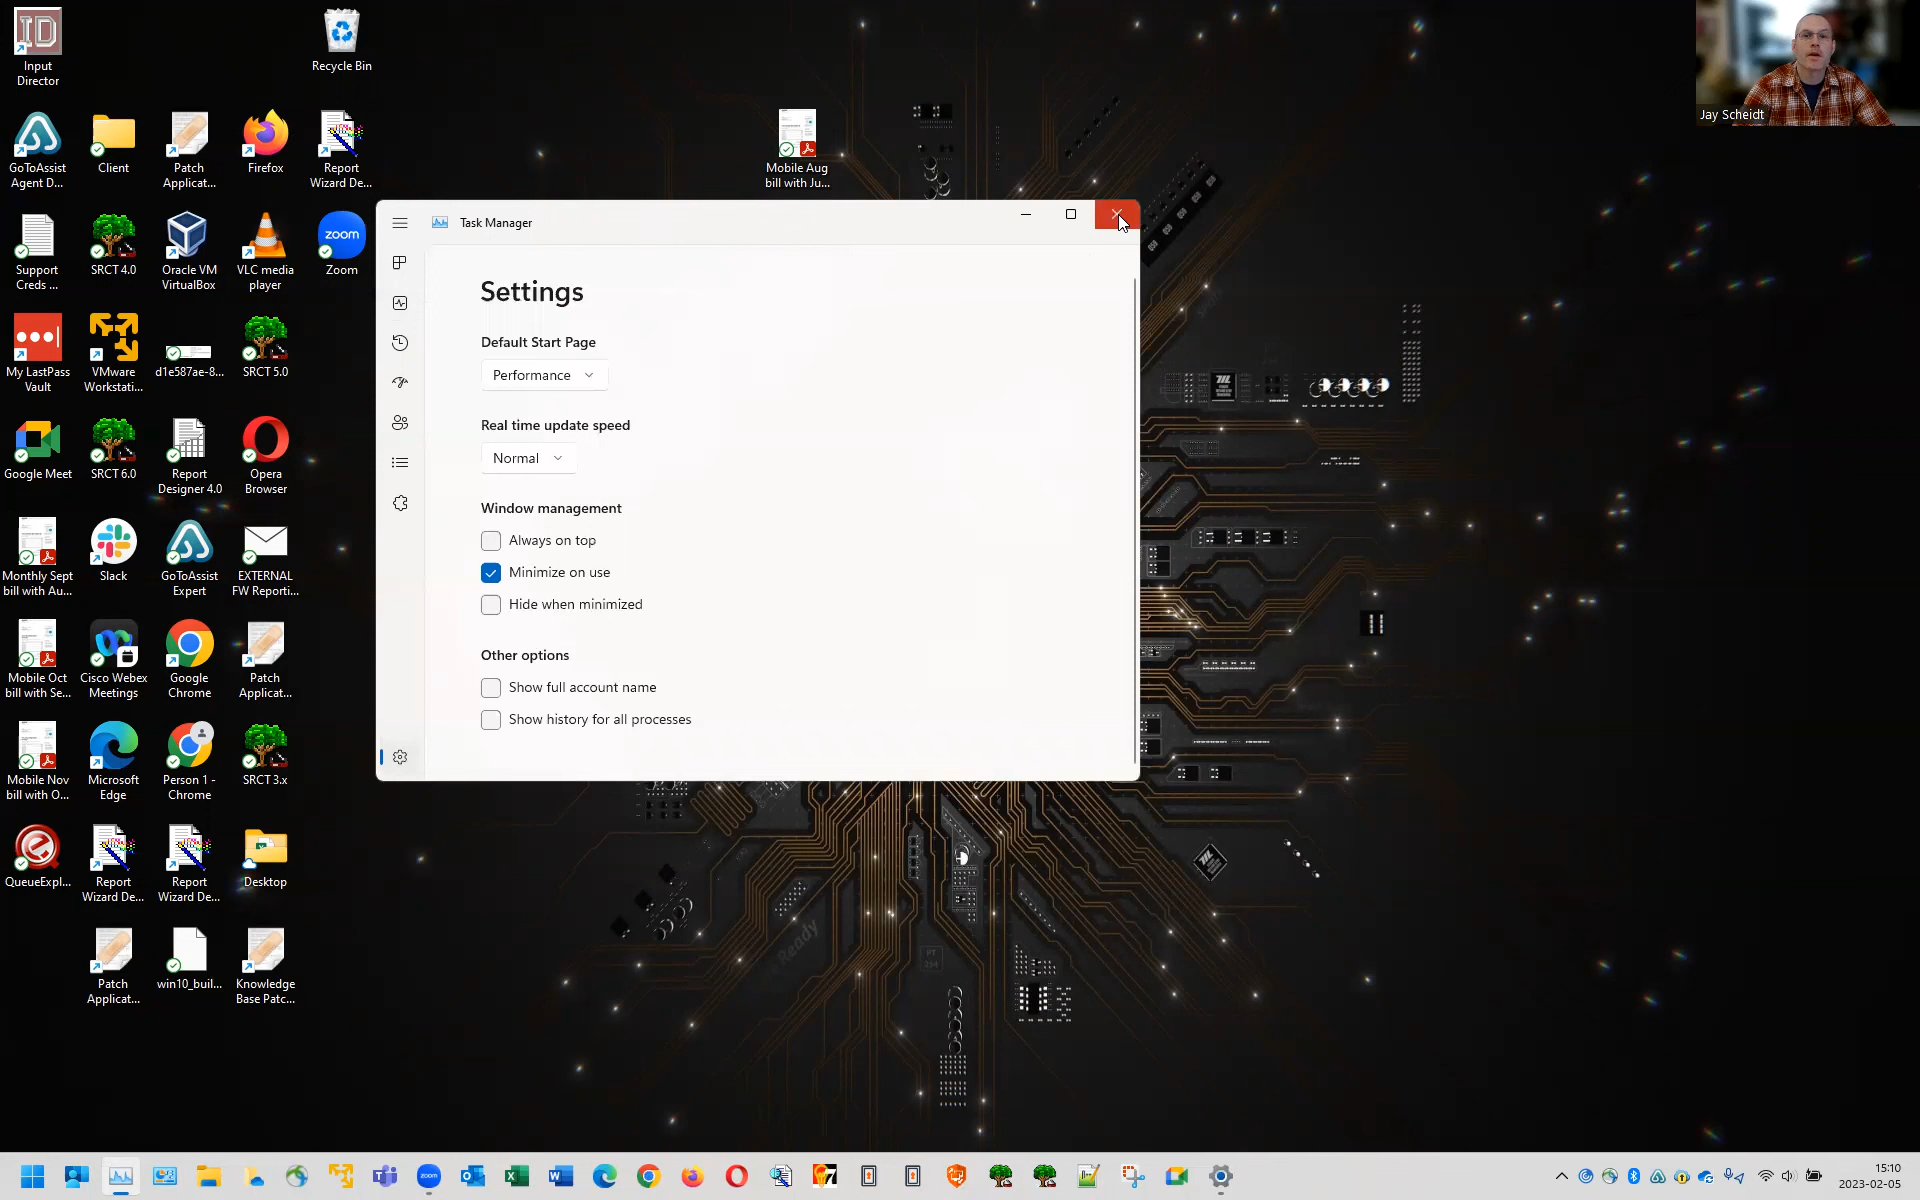 Input
Director
Recycle Bin
GoToAssist
Agent D...
Client
Patch
Applicat...
Firefox
Report
Wizard De...
Mobile Aug
bill with Ju...
Jay Scheidt
Support
Creds ...
SRCT 4.0
Oracle VM
VirtualBox
VLC media
player
zoom
Zoom
My LastPass
Vault
VMware
Workstati...
d1e587ae-8...
SRCT 5.0
Google Meet
SRCT 6.0
Report
Designer 4.0
Opera
Browser
Monthly Sept
bill with Au...
Slack
GoToAssist
Expert
EXTERNAL
FW Reporti...
Mobile Oct
bill with Se...
Cisco Webex
Meetings
Google
Chrome
Patch
Applicat...
Mobile Nov
bill with O...
Microsoft
Edge
Person 1 -
Chrome
SRCT 3.x
QueueExpl...
Report
Wizard De...
Report
Wizard De...
Desktop
Patch
Applicat...
win10_buil...
Knowledge
Base Patc...
Task Manager
Settings
Default Start Page
Performance
Real time update speed
Normal
Window management
Always on top
Minimize on use
Hide when minimized
Other options
Show full account name
Show history for all processes
Ready
zoom
15:10
2023-02-05